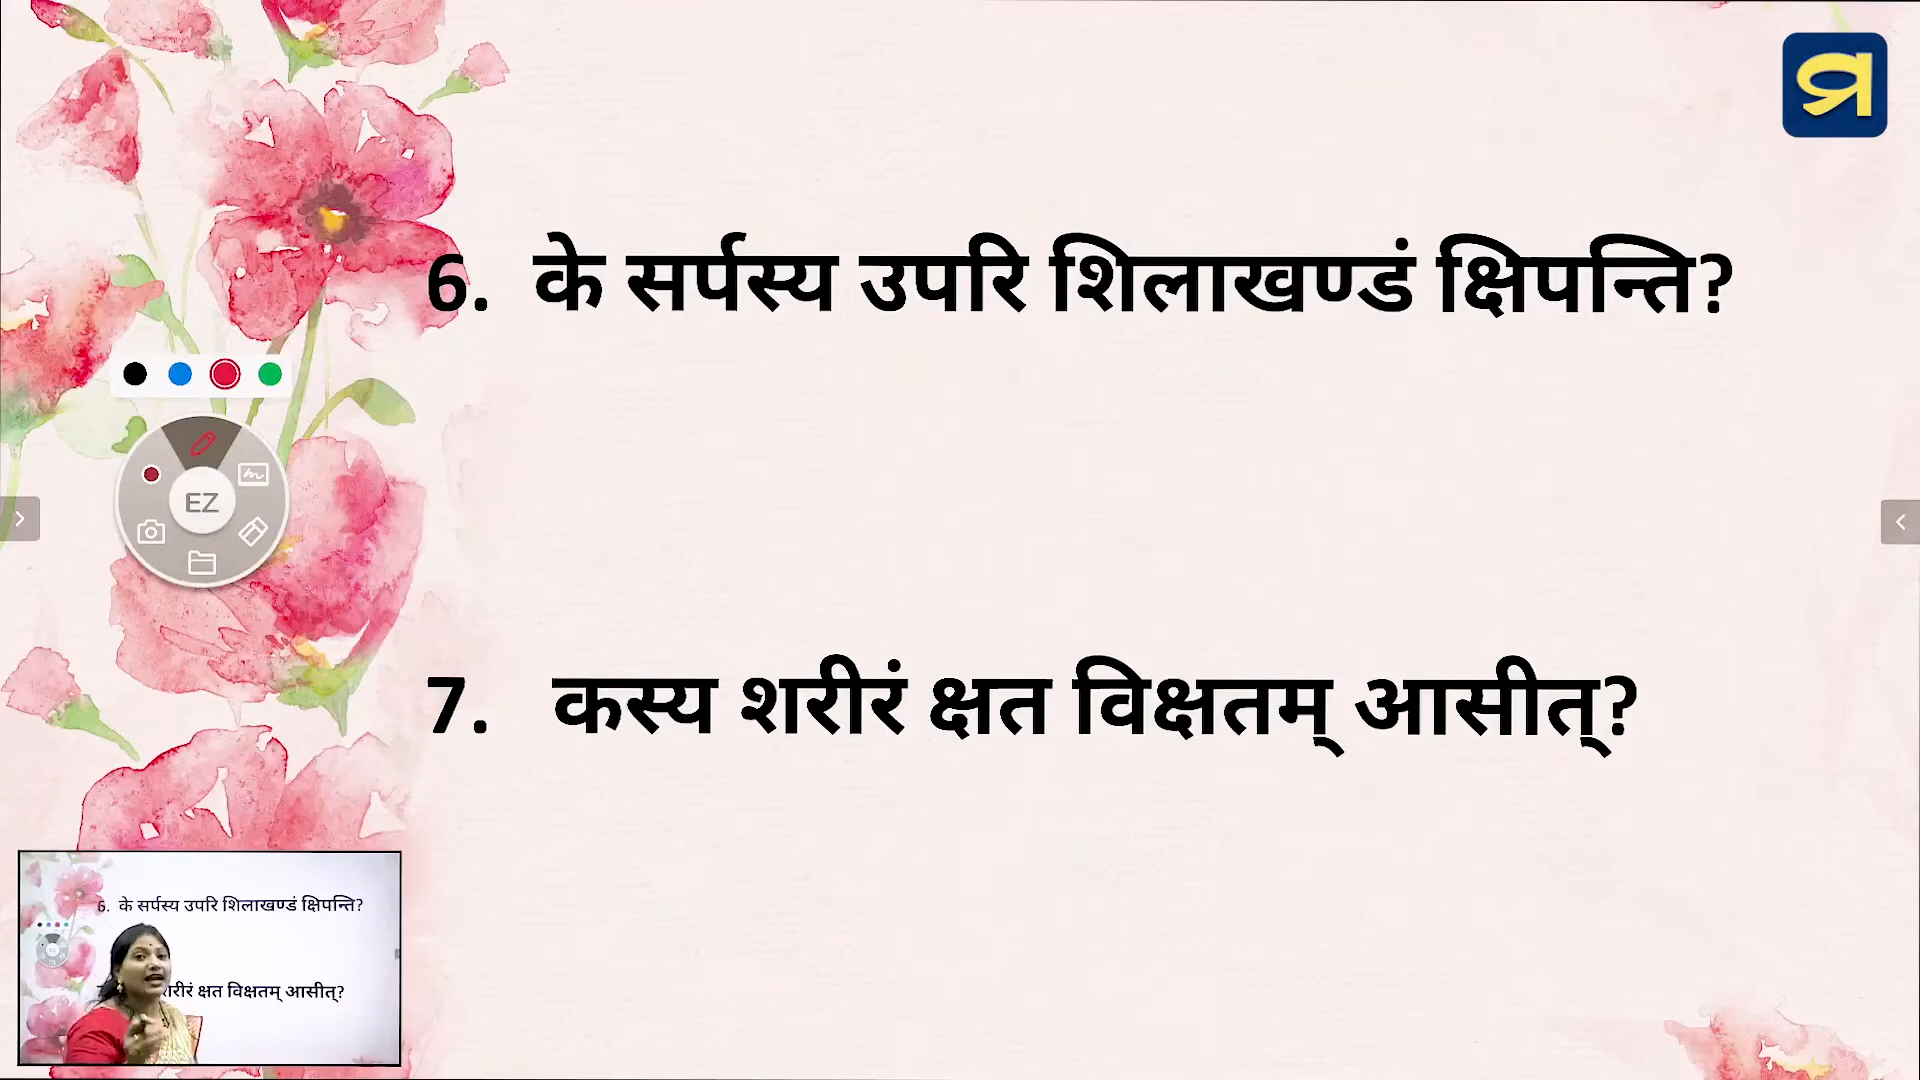 ସ
6. के सर्पस्य उपरि शिलाखण्डं क्षिपन्ति?
EZ
7. कस्य शरीरं क्षत विक्षतम् आसीत्?
6. के सर्पस्य उपरि शिलाखण्डं क्षिपन्ति?
क्षत विक्षतम् आसीत्?